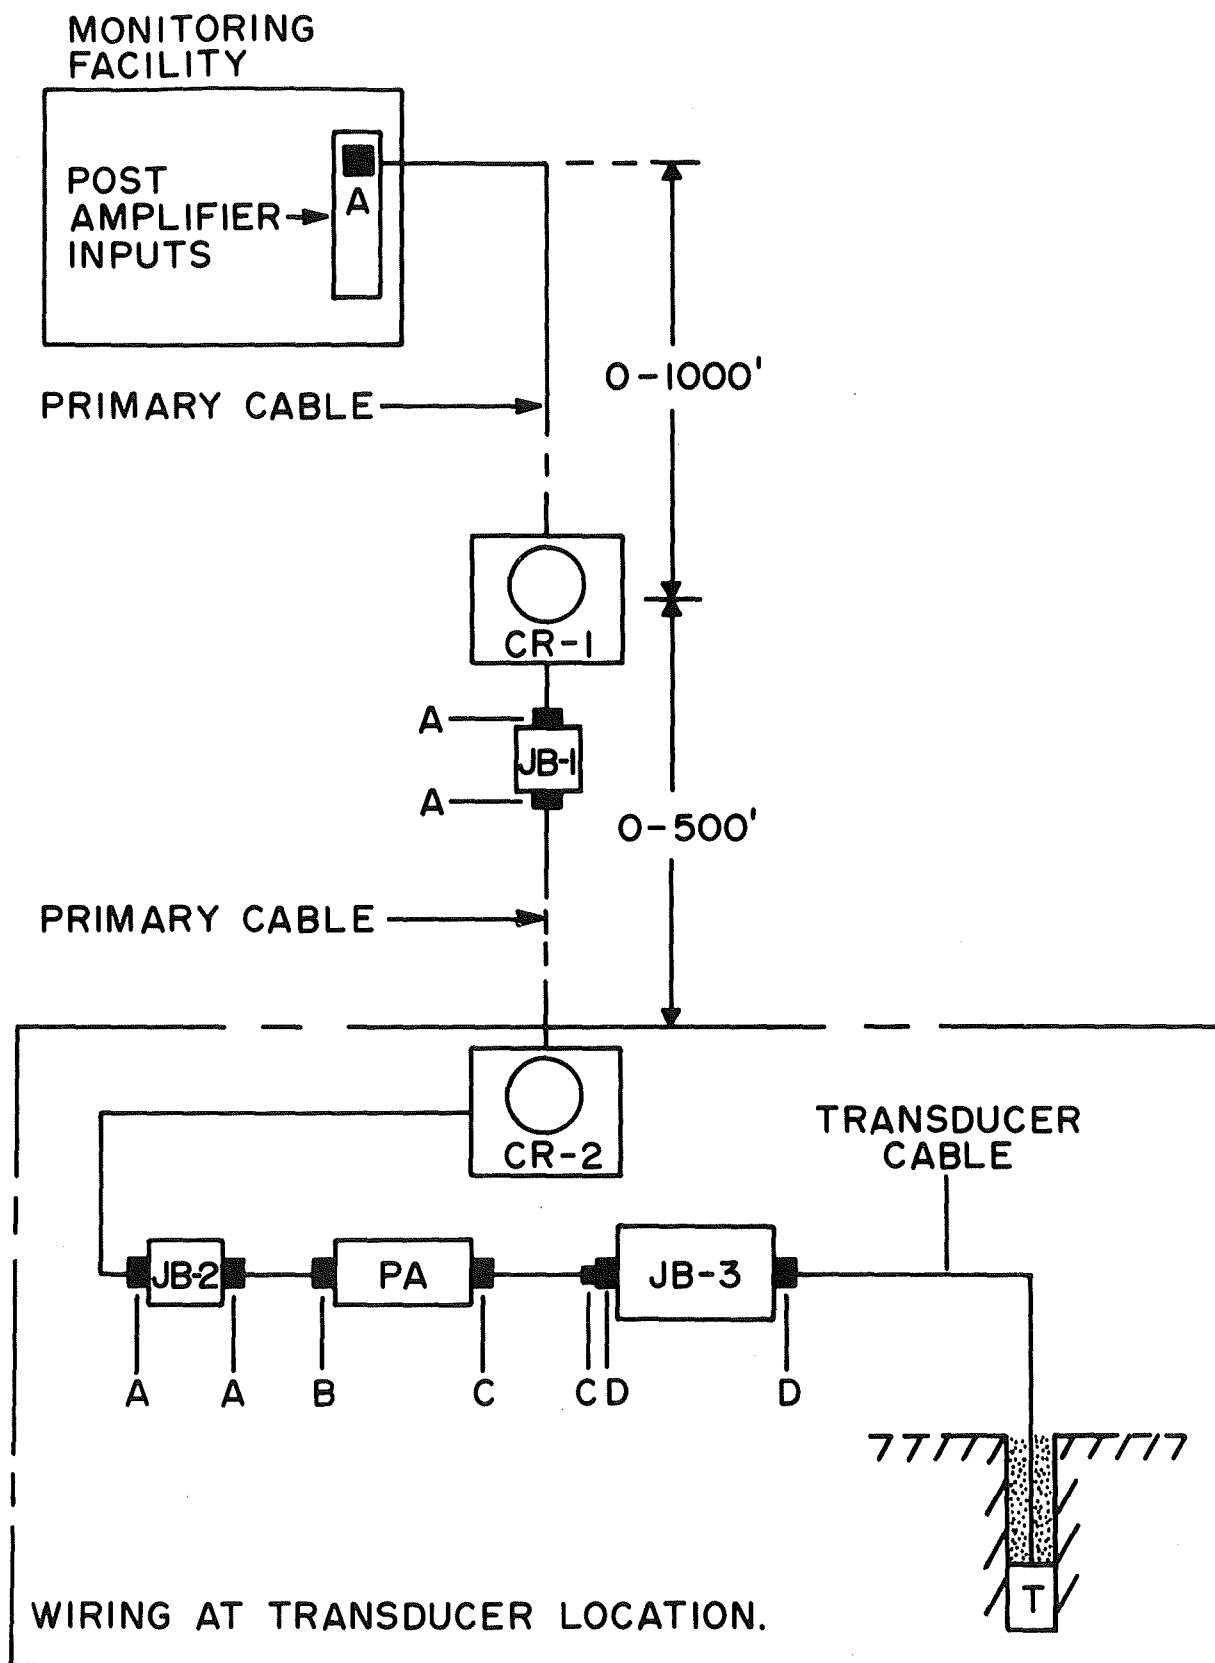 MONITORING
FACILITY
POST
AMPLIFIER
INPUTS
A
PRIMARY CABLE
0-1000'
CR-1
A
JB-1
A
0-500'
PRIMARY CABLE
CR-2
TRANSDUCER
CABLE
JB-2
PA
JB-3
A
A
B
C
C
D
D
T
WIRING AT TRANSDUCER LOCATION.